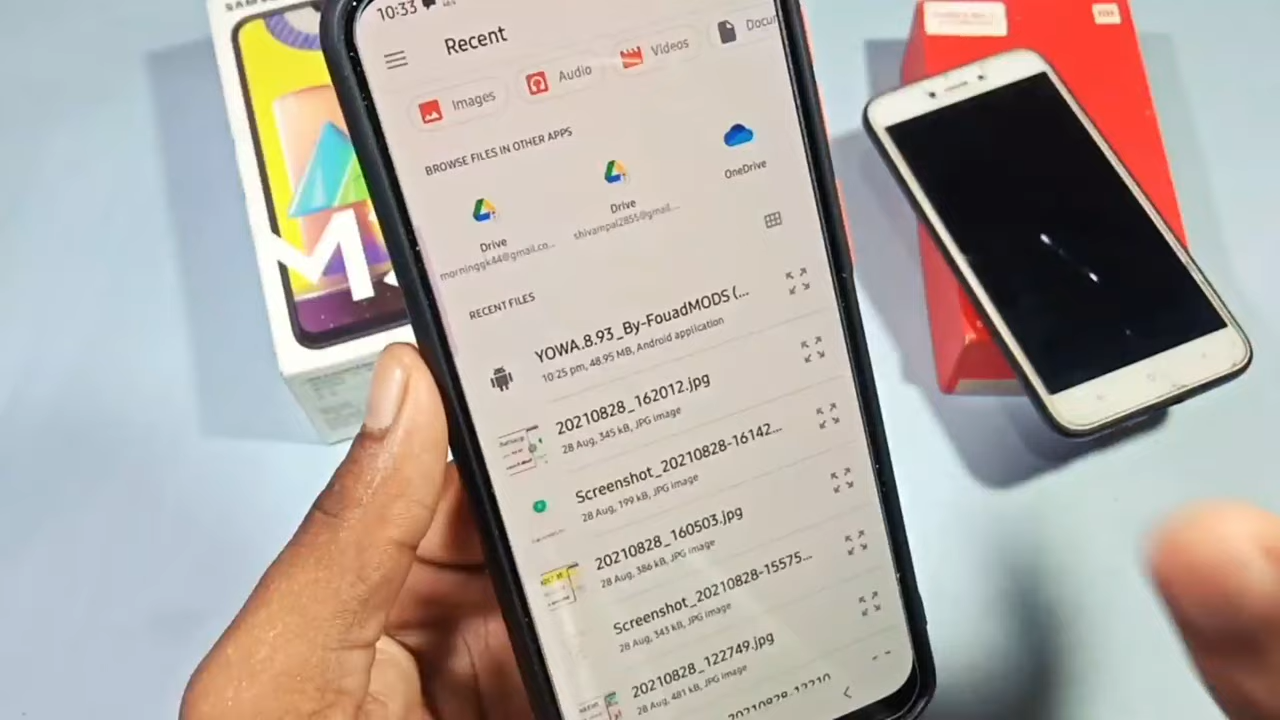 SAMSUNG
10:33
Recent
Images
Audio
Videos
Docum
BROWSE FILES IN OTHER APPS
Drive
morninggk44@gmail.co...
Drive
shivampal2855@gmail....
OneDrive
RECENT FILES
YOWA.8.93_By-FouadMODS (...
10:25 pm, 48.95 MB, Android application
20210828_162012.jpg
28 Aug, 345 kB, JPG image
Screenshot_20210828-16142...
28 Aug, 199 kB, JPG image
20210828_160503.jpg
28 Aug, 386 kB, JPG image
Screenshot_20210828-15575...
28 Aug, 343 kB, JPG image
20210828_122749.jpg
28 Aug, 481 kB, JPG image
M